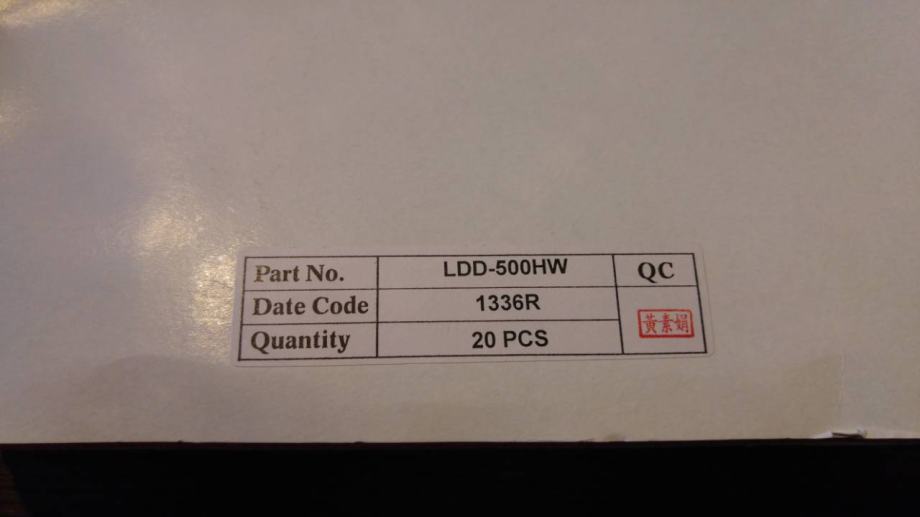 Part No. LDD-500HW QC
Date Code 1336R
黃素娟
Quantity 20 PCS